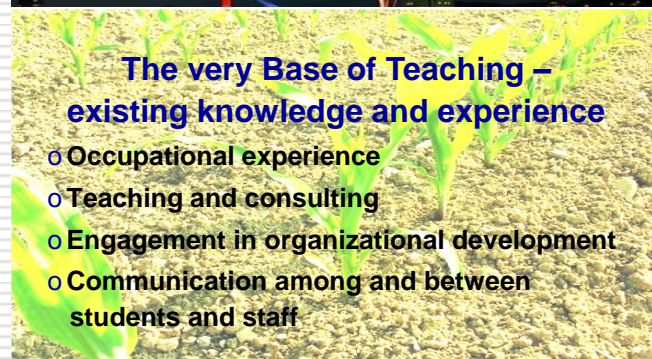 The very Base of Teaching –
existing knowledge and experience
o Occupational experience
o Teaching and consulting
o Engagement in organizational development
o Communication among and between
students and staff